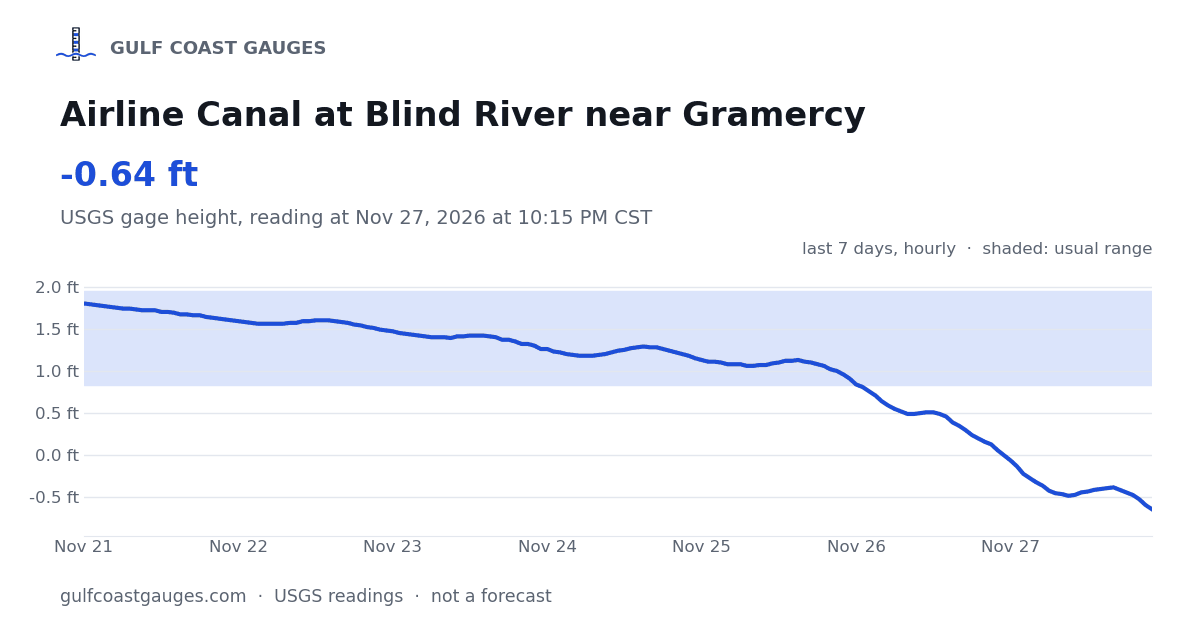 GULF COAST GAUGES
Airline Canal at Blind River near Gramercy
-0.64 ft
USGS gage height, reading at Nov 27, 2026 at 10:15 PM CST
last 7 days, hourly · shaded: usual range
2.0 ft
1.5 ft
1.0 ft
0.5 ft
0.0 ft
-0.5 ft
Nov 21 Nov 22 Nov 23 Nov 24 Nov 25 Nov 26 Nov 27
gulfcoastgauges.com · USGS readings · not a forecast